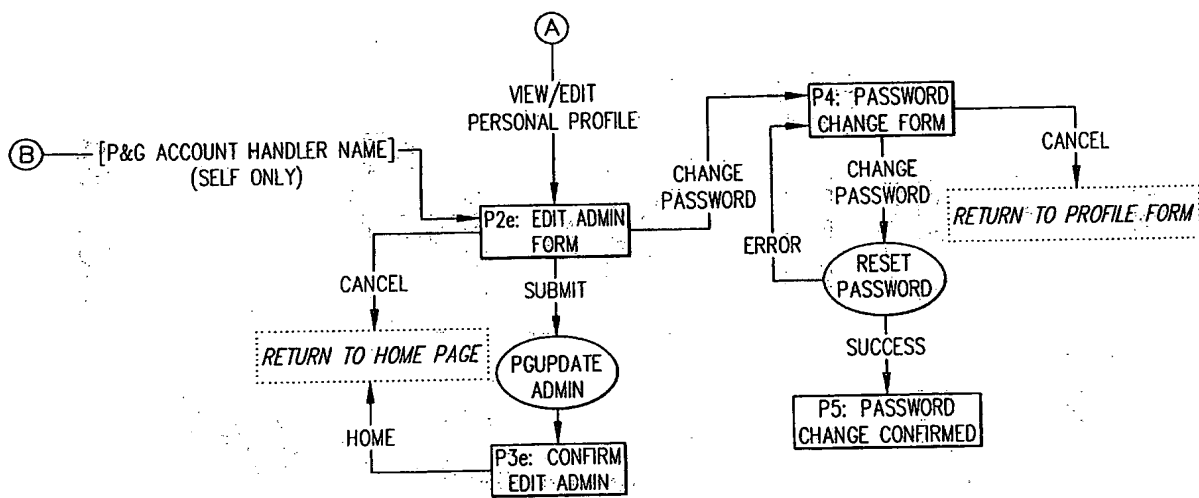 A
VIEW/EDIT
PERSONAL PROFILE
B
[P&G ACCOUNT HANDLER NAME]
(SELF ONLY)
P2e: EDIT ADMIN
FORM
CHANGE
PASSWORD
P4: PASSWORD
CHANGE FORM
CANCEL
RETURN TO PROFILE FORM
CHANGE
PASSWORD
ERROR
RESET
PASSWORD
SUCCESS
P5: PASSWORD
CHANGE CONFIRMED
CANCEL
RETURN TO HOME PAGE
SUBMIT
PGUPDATE
ADMIN
HOME
P3e: CONFIRM
EDIT ADMIN